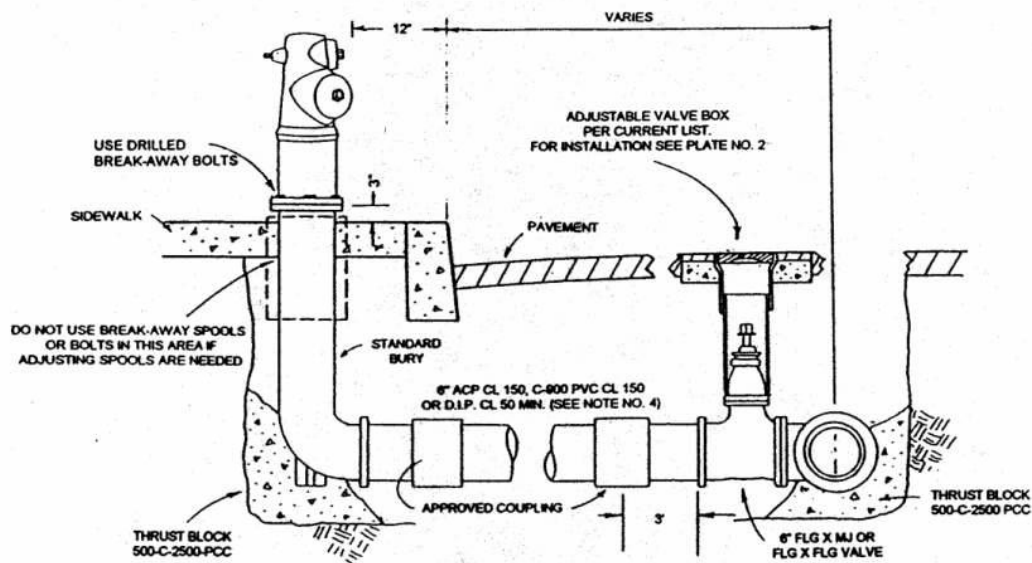 VARIES
12"
ADJUSTABLE VALVE BOX
PER CURRENT LIST.
FOR INSTALLATION SEE PLATE NO. 2
USE DRILLED
BREAK-AWAY BOLTS
3"
SIDEWALK
PAVEMENT
DO NOT USE BREAK-AWAY SPOOLS
OR BOLTS IN THIS AREA IF
ADJUSTING SPOOLS ARE NEEDED
STANDARD
BURY
6" ACP CL 150, C-900 PVC CL 150
OR D.I.P. CL 50 MIN. (SEE NOTE NO. 4)
APPROVED COUPLING
3'
THRUST BLOCK
500-C-2500-PCC
6" FLG X MJ OR
FLG X FLG VALVE
THRUST BLOCK
500-C-2500 PCC